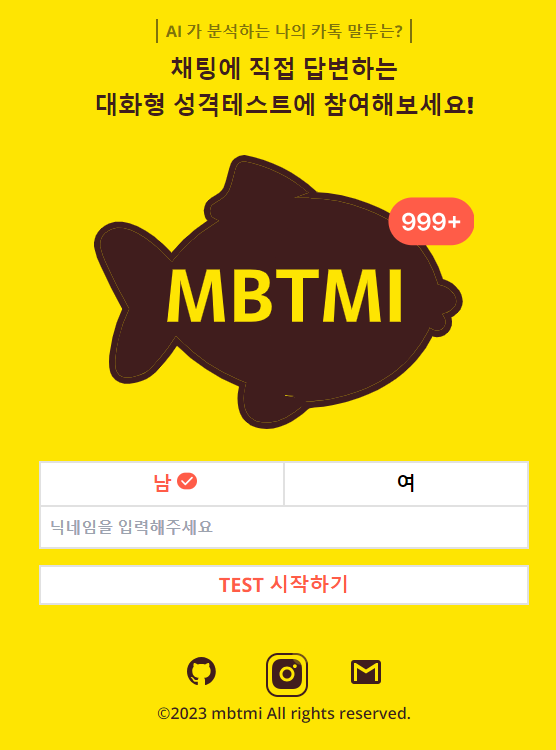 AI 가 분석하는 나의 카톡 말투는?
채팅에 직접 답변하는
대화형 성격테스트에 참여해보세요!
999+
MBTMI
남
여
닉네임을 입력해주세요
TEST 시작하기
©2023 mbtmi All rights reserved.